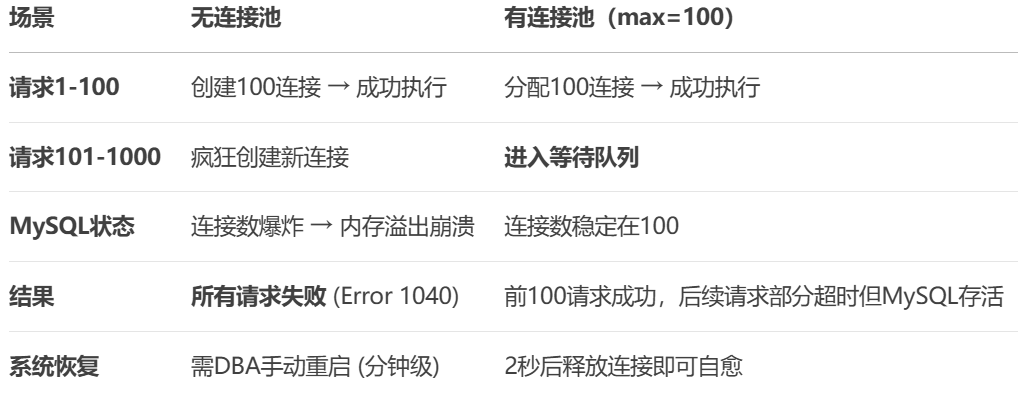 场景 无连接池 有连接池（max=100）
请求1-100 创建100连接 → 成功执行 分配100连接 → 成功执行
请求101-1000 疯狂创建新连接 进入等待队列
MySQL状态 连接数爆炸 → 内存溢出崩溃 连接数稳定在100
结果 所有请求失败 (Error 1040) 前100请求成功，后续请求部分超时但MySQL存活
系统恢复 需DBA手动重启 (分钟级) 2秒后释放连接即可自愈